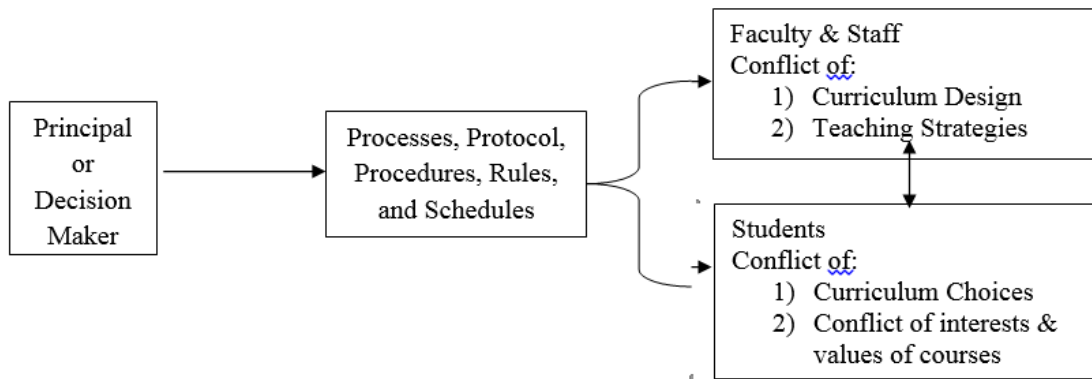 Principal
or
Decision
Maker
Processes, Protocol,
Procedures, Rules,
and Schedules
Faculty & Staff
Conflict of:
1) Curriculum Design
2) Teaching Strategies
Students
Conflict of:
1) Curriculum Choices
2) Conflict of interests &
values of courses